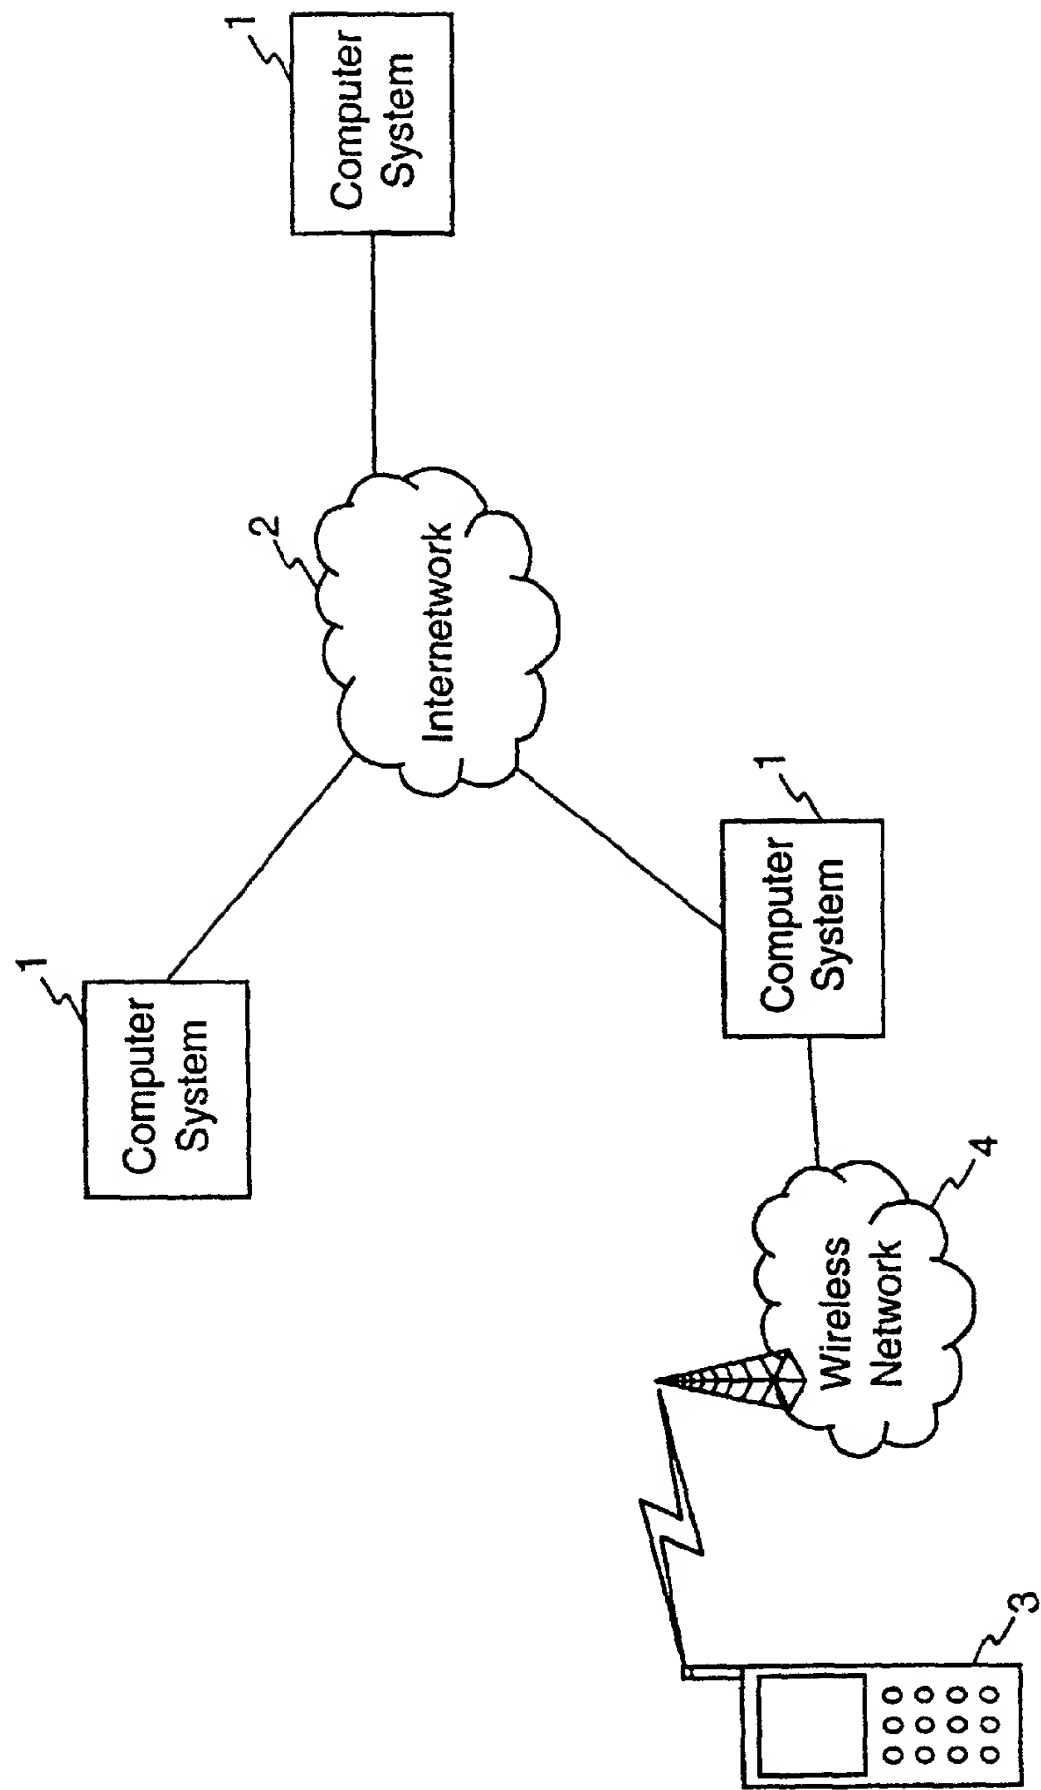 1
Computer
System
2
Internetwork
1
Computer
System
1
Computer
System
4
Wireless
Network
3